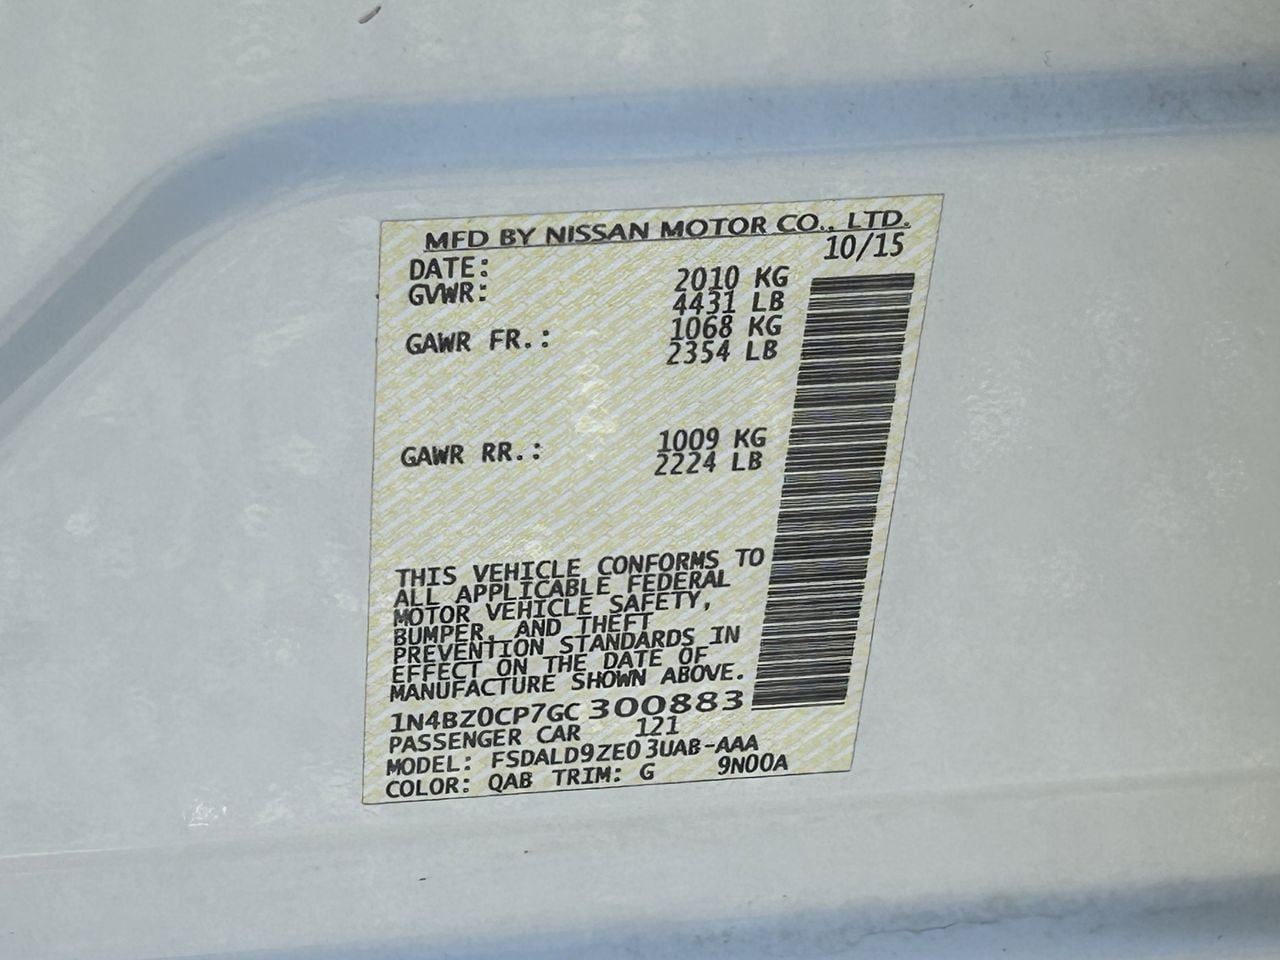 MFD BY NISSAN MOTOR CO., LTD.
DATE: 10/15
GVWR: 2010 KG
4431 LB
GAWR FR.: 1068 KG
2354 LB
GAWR RR.: 1009 KG
2224 LB
THIS VEHICLE CONFORMS TO
ALL APPLICABLE FEDERAL
MOTOR VEHICLE SAFETY,
BUMPER, AND THEFT
PREVENTION STANDARDS IN
EFFECT ON THE DATE OF
MANUFACTURE SHOWN ABOVE.
1N4BZ0CP7GC300883
PASSENGER CAR 121
MODEL: FSDALD9ZE03UAB-AAA
COLOR: QAB TRIM: G 9N00A